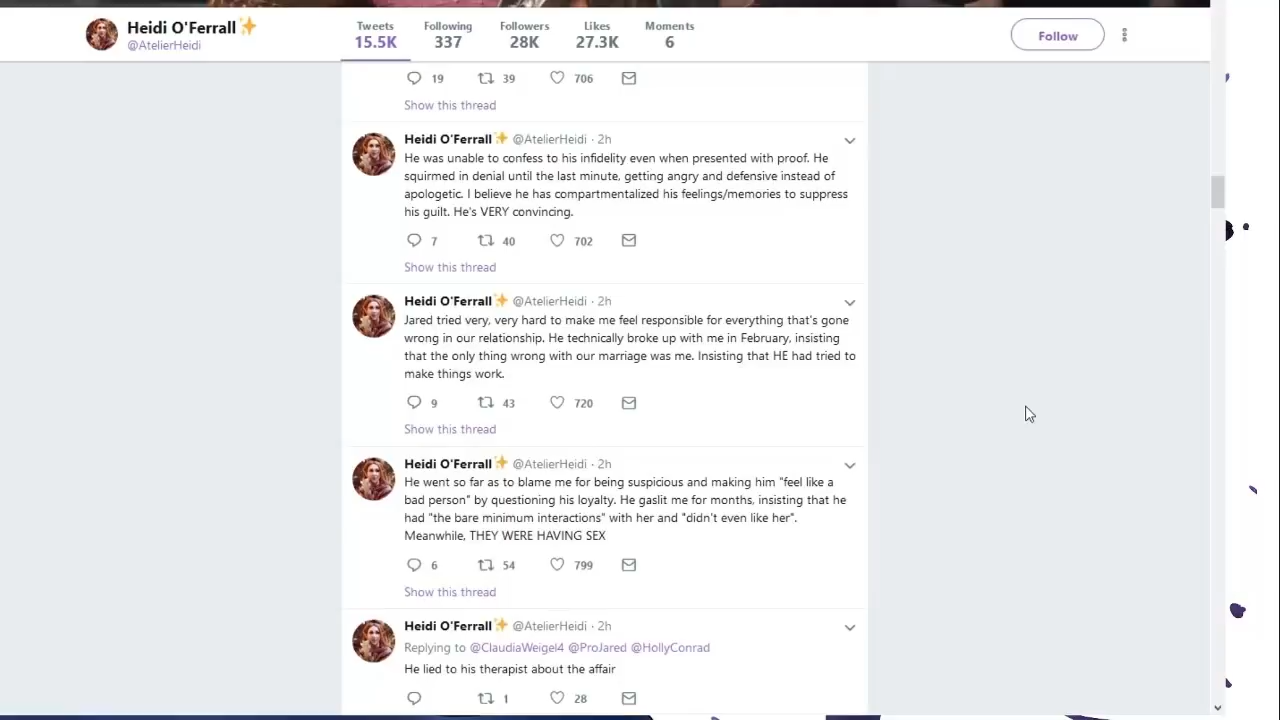 Heidi O'Ferrall✨
@AtelierHeidi
Tweets
15.5K
Following
337
Followers
28K
Likes
27.3K
Moments
6
Follow
19 39 706
Show this thread
Heidi O'Ferrall✨ @AtelierHeidi · 2h
He was unable to confess to his infidelity even when presented with proof. He
squirmed in denial until the last minute, getting angry and defensive instead of
apologetic. I believe he has compartmentalized his feelings/memories to suppress
his guilt. He's VERY convincing.
7 40 702
Show this thread
Heidi O'Ferrall✨ @AtelierHeidi · 2h
Jared tried very, very hard to make me feel responsible for everything that's gone
wrong in our relationship. He technically broke up with me in February, insisting
that the only thing wrong with our marriage was me. Insisting that HE had tried to
make things work.
9 43 720
Show this thread
Heidi O'Ferrall✨ @AtelierHeidi · 2h
He went so far as to blame me for being suspicious and making him "feel like a
bad person" by questioning his loyalty. He gaslit me for months, insisting that he
had "the bare minimum interactions" with her and "didn't even like her".
Meanwhile, THEY WERE HAVING SEX
6 54 799
Show this thread
Heidi O'Ferrall✨ @AtelierHeidi · 2h
Replying to @ClaudiaWeigel4 @ProJared @HollyConrad
He lied to his therapist about the affair
1 28